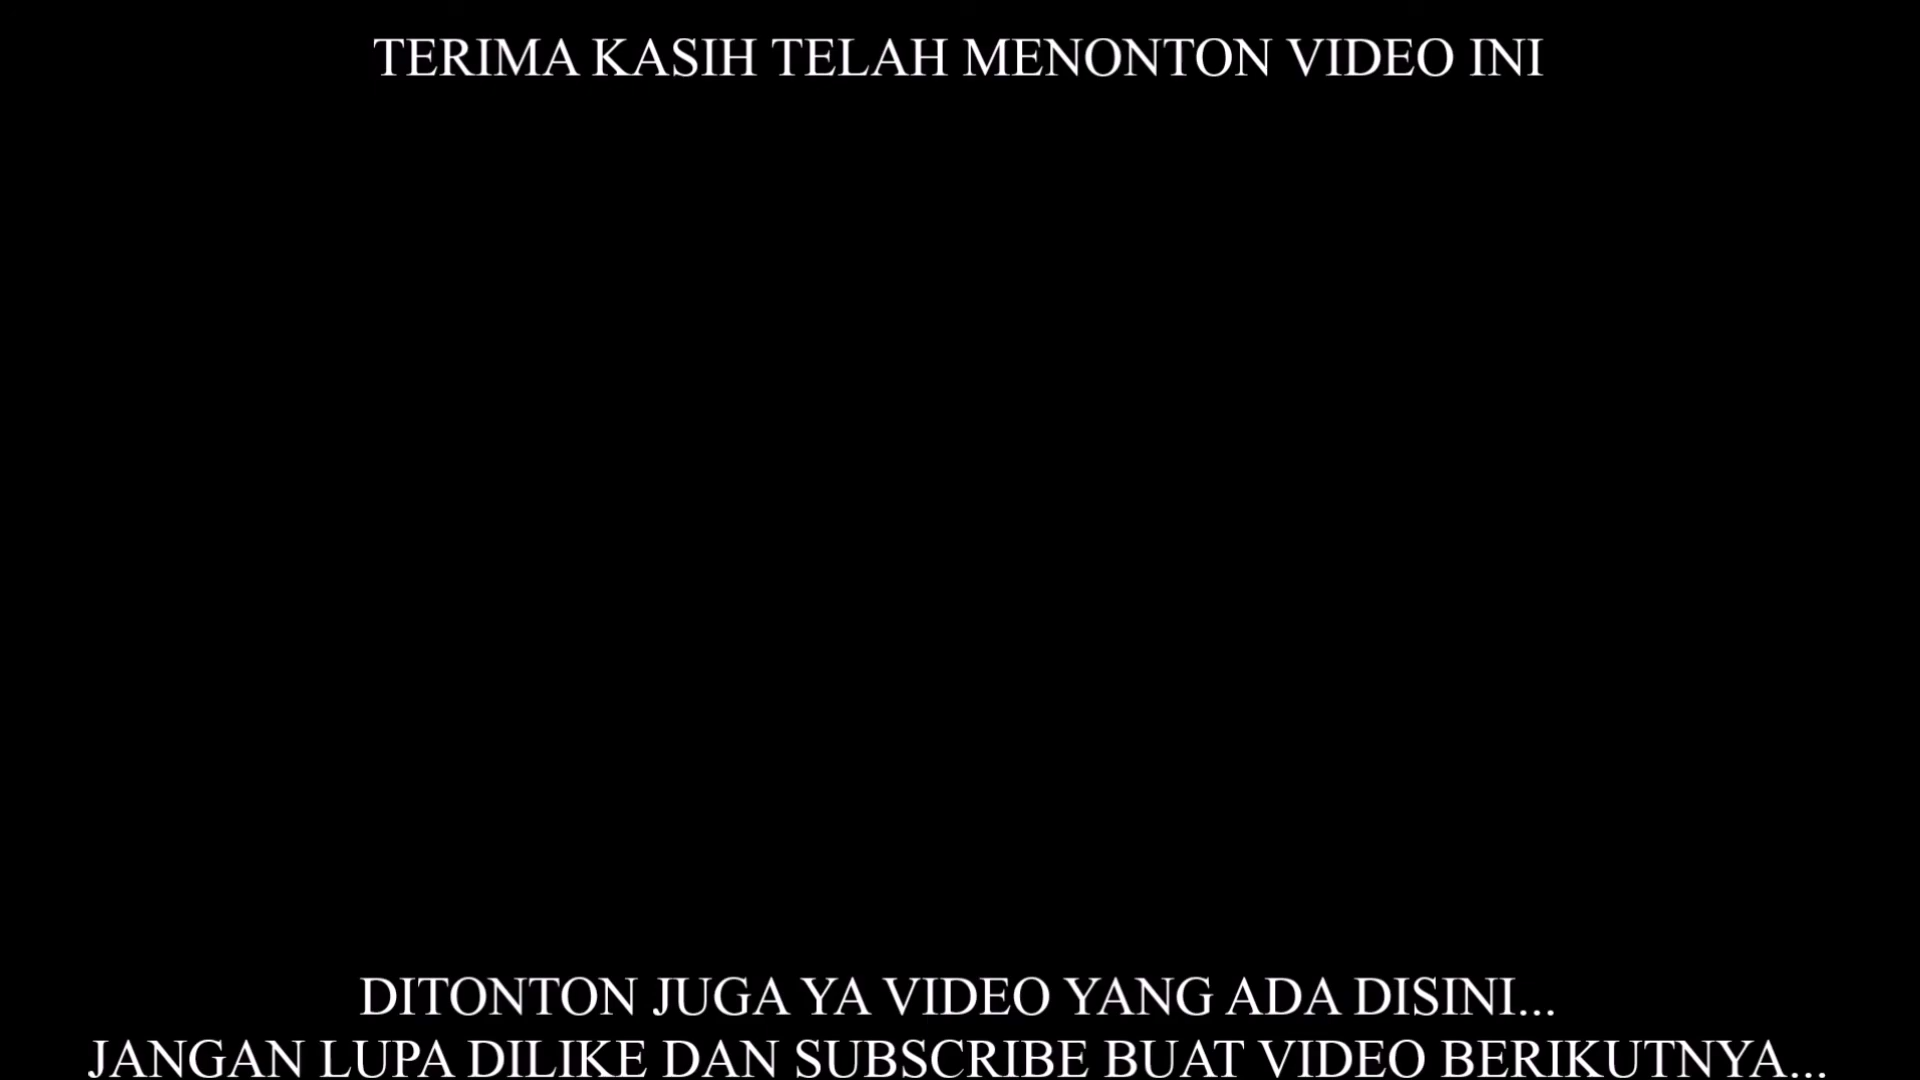 TERIMA KASIH TELAH MENONTON VIDEO INI
DITONTON JUGA YA VIDEO YANG ADA DISINI...
JANGAN LUPA DILIKE DAN SUBSCRIBE BUAT VIDEO BERIKUTNYA...